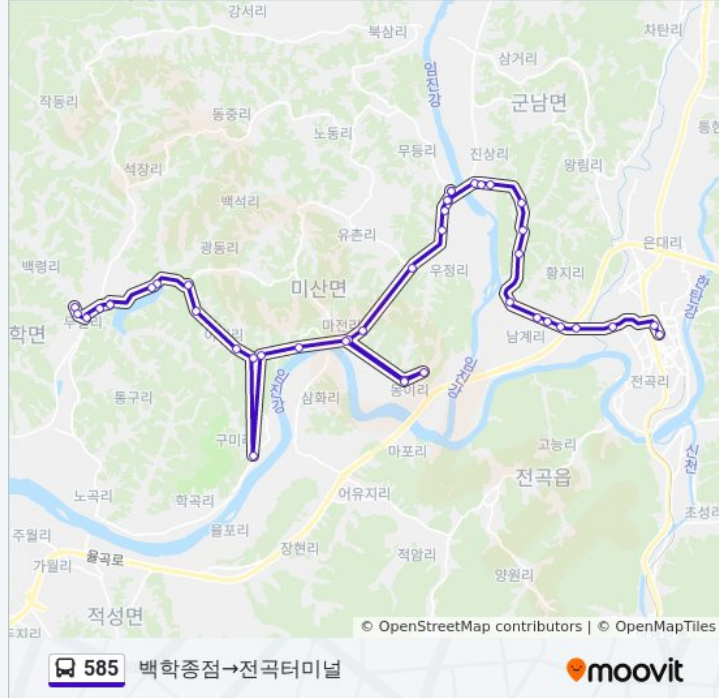 강서리
북삼리
차탄리
삼거리
임진강
작동리
군남면
동중리
노동리
통현
무등리
진상리
왕림리
석장리
백석리
유촌리
은대리
광동리
백령리
우정리
황지리
한탄강
미산면
학면
마전리
남계리
전곡리
임진강
임진강
동이리
통구리
삼화리
구미리
마포리
고능리
신천
전곡읍
노곡리
학곡리
어유지리
초성리
율포리
주월리
장현리
적암리
율곡로
가월리
양원리
적성면
두지리
© OpenStreetMap contributors | © OpenMapTiles
585 백학종점→전곡터미널 moovit